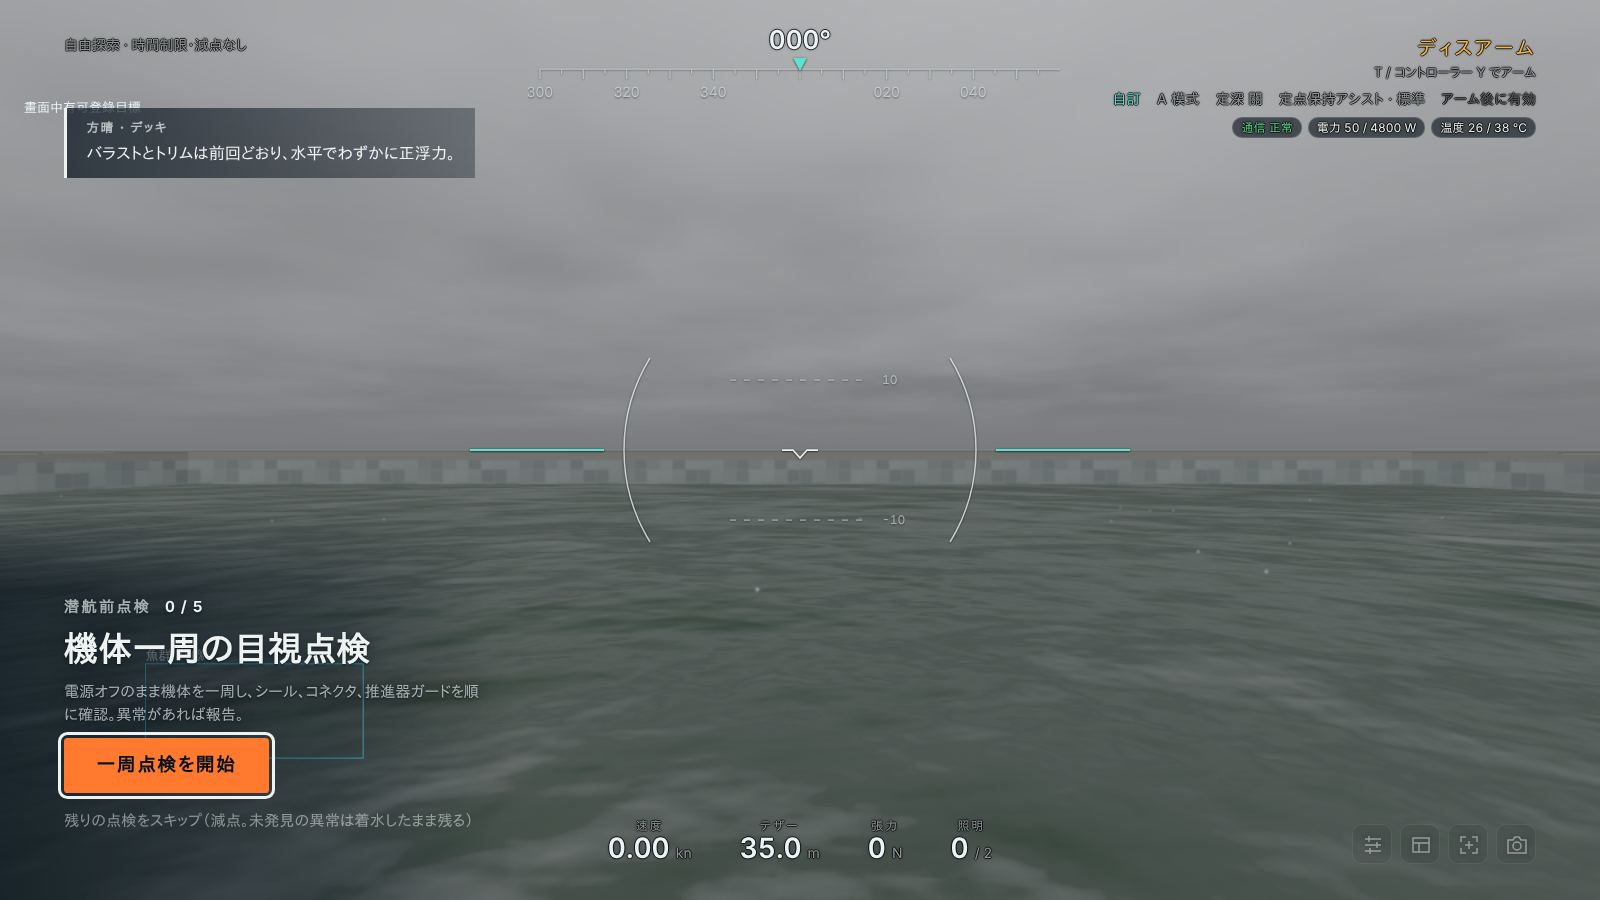 自由探索・時間制限・減点なし
000°
300 320 340 020 040
ディスアーム
T / コントローラー Y でアーム
自訂 A 模式 定深 關 定点保持アシスト・標準 アーム後に有効
通信 正常 電力 50 / 4800 W 温度 26 / 38 °C
畫面中有可登錄目標
方晴 · デッキ
バラストとトリムは前回どおり、水平でわずかに正浮力。
10
-10
潜航前点検 0 / 5
機体一周の目視点検
電源オフのまま機体を一周し、シール、コネクタ、推進器ガードを順
に確認。異常があれば報告。
一周点検を開始
残りの点検をスキップ（減点。未発見の異常は着水したまま残る）
速度 テザー 張力 照明
0.00 kn 35.0 m 0 N 0 / 2